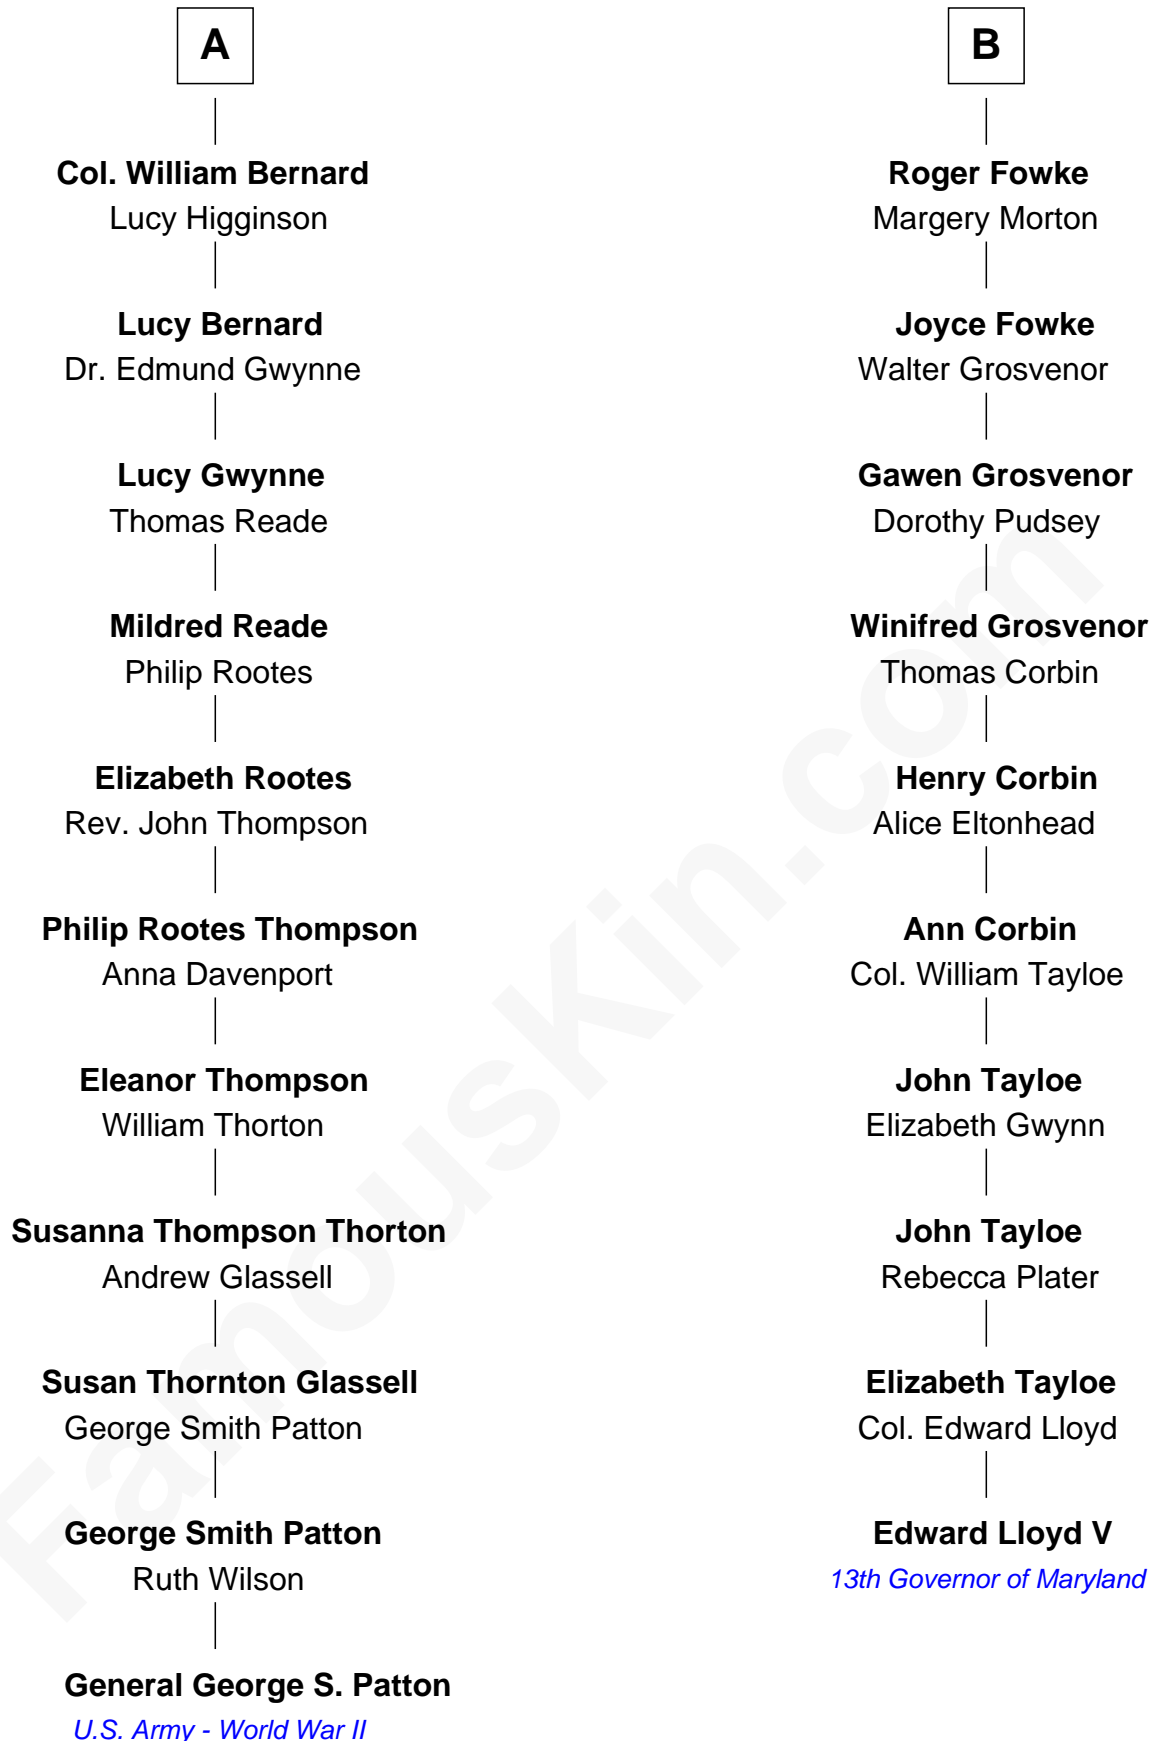 A
Col. William Bernard
Lucy Higginson
Lucy Bernard
Dr. Edmund Gwynne
Lucy Gwynne
Thomas Reade
Mildred Reade
Philip Rootes
Elizabeth Rootes
Rev. John Thompson
Philip Rootes Thompson
Anna Davenport
Eleanor Thompson
William Thorton
Susanna Thompson Thorton
Andrew Glassell
Susan Thornton Glassell
George Smith Patton
George Smith Patton
Ruth Wilson
General George S. Patton
U.S. Army - World War II
B
Roger Fowke
Margery Morton
Joyce Fowke
Walter Grosvenor
Gawen Grosvenor
Dorothy Pudsey
Winifred Grosvenor
Thomas Corbin
Henry Corbin
Alice Eltonhead
Ann Corbin
Col. William Tayloe
John Tayloe
Elizabeth Gwynn
John Tayloe
Rebecca Plater
Elizabeth Tayloe
Col. Edward Lloyd
Edward Lloyd V
13th Governor of Maryland
FamousKin.com